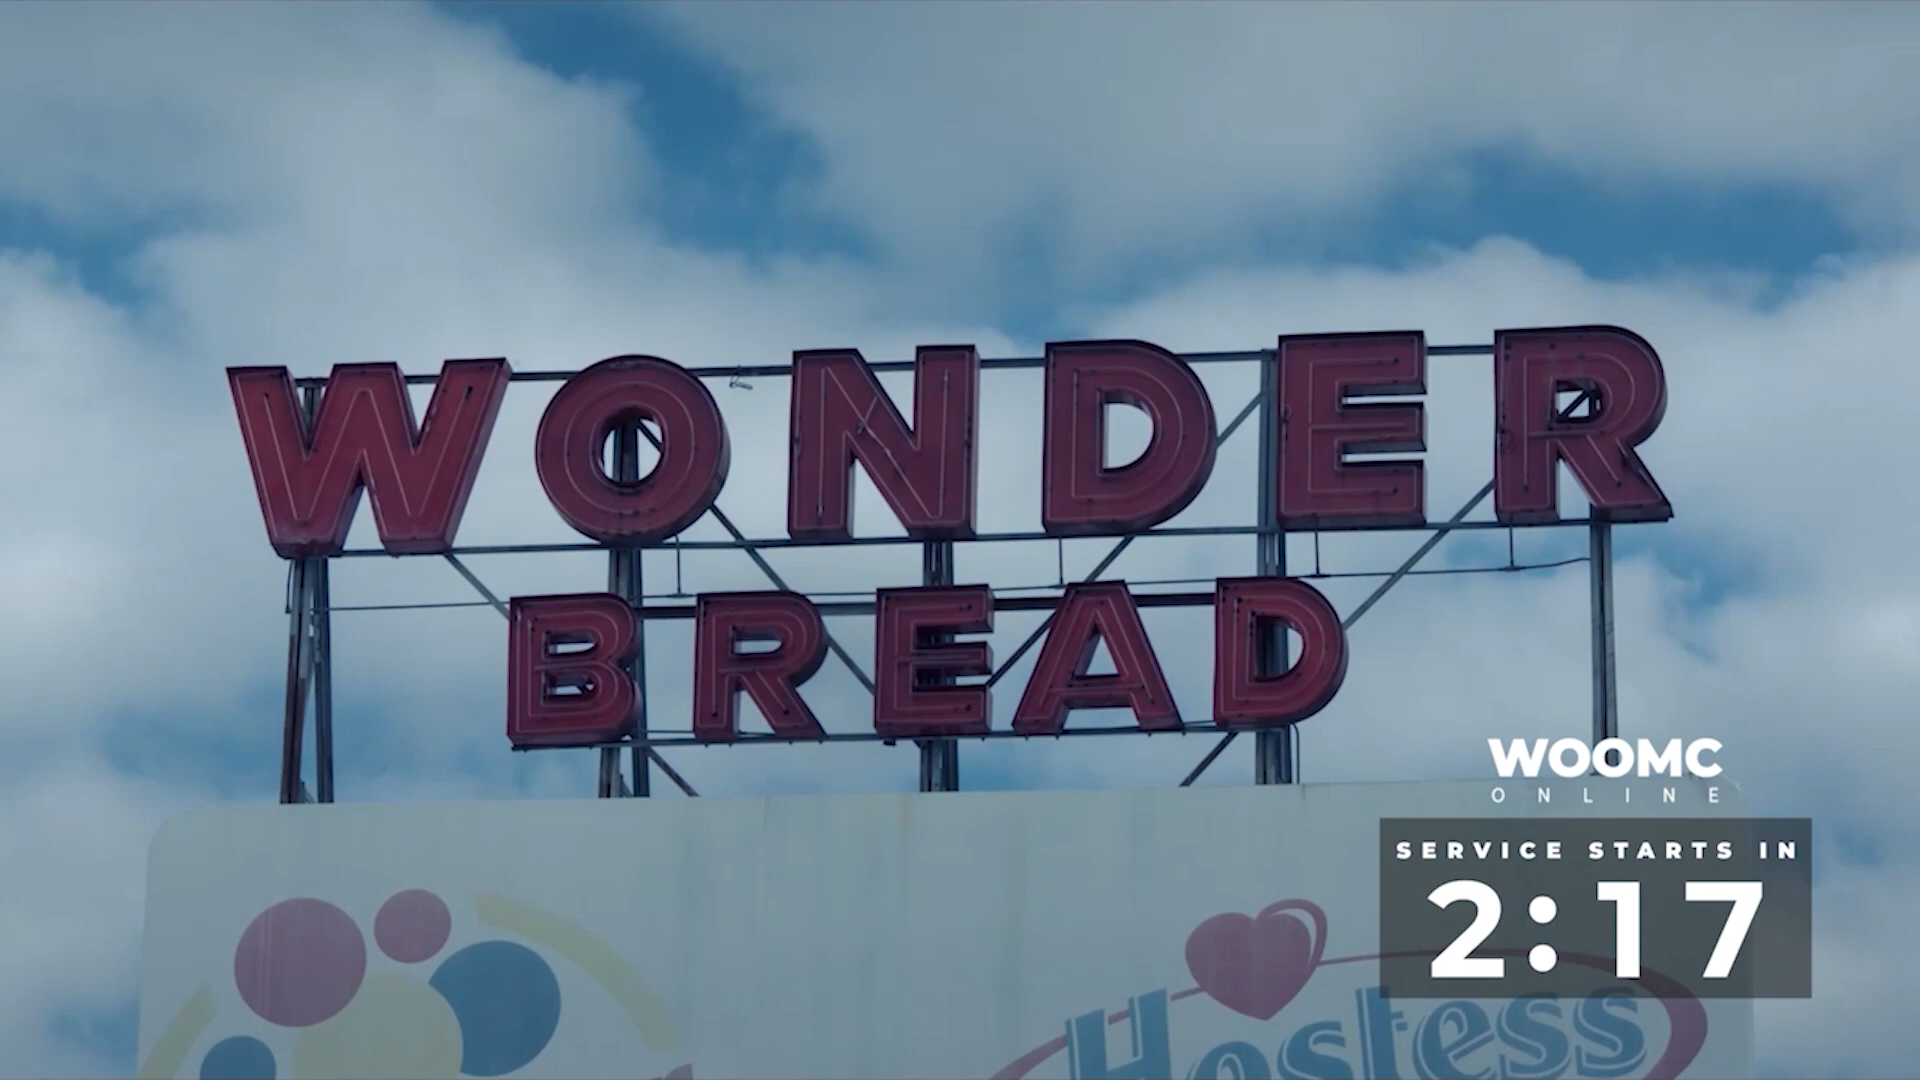 WONDER
BREAD
WOOMC
ONLINE
SERVICE STARTS IN
2:17
Hostess